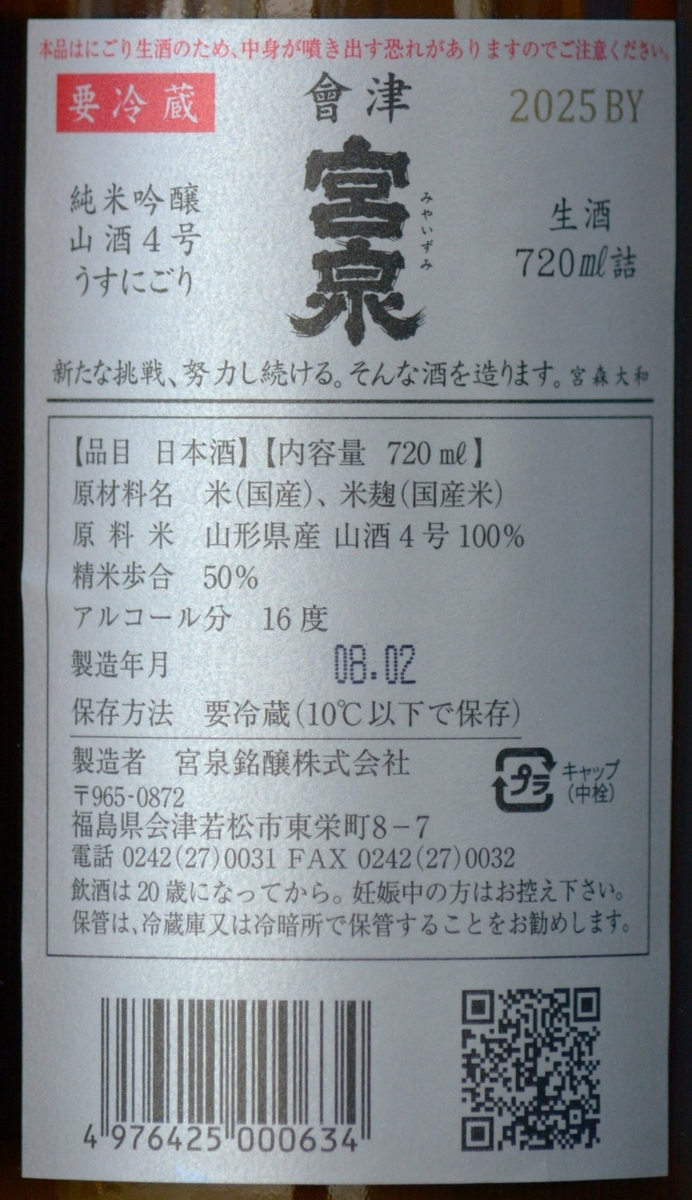 本品はにごり生酒のため、中身が噴き出す恐れがありますのでご注意ください。
要冷蔵
會津
2025BY
宮泉
みやいずみ
純米吟醸
山酒4号
うすにごり
生酒
720㎖詰
新たな挑戦、努力し続ける。そんな酒を造ります。宮森大和
【品目 日本酒】【内容量 720㎖】
原材料名 米(国産)、米麹(国産米)
原料米 山形県産 山酒4号100%
精米歩合 50%
アルコール分 16度
製造年月 08.02
保存方法 要冷蔵(10℃以下で保存)
製造者 宮泉銘醸株式会社
〒965-0872
福島県会津若松市東栄町8-7
電話 0242(27)0031 FAX 0242(27)0032
プラ
キャップ
(中栓)
飲酒は20歳になってから。妊娠中の方はお控え下さい。
保管は、冷蔵庫又は冷暗所で保管することをお勧めします。
4 976425 000634